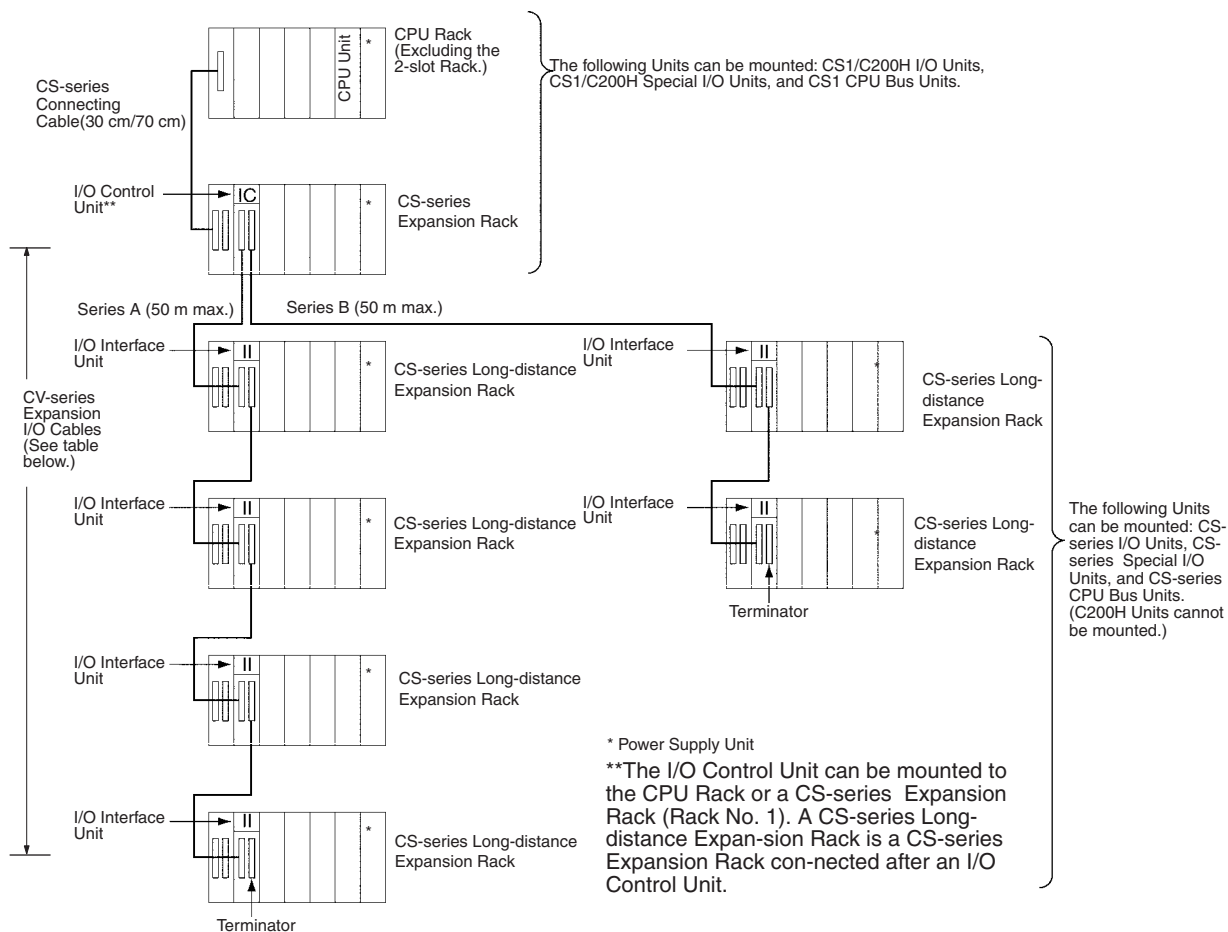 CPU Unit
*
CPU Rack
(Excluding the
2-slot Rack.)
The following Units can be mounted: CS1/C200H I/O Units,
CS1/C200H Special I/O Units, and CS1 CPU Bus Units.
CS-series
Connecting
Cable(30 cm/70 cm)
I/O Control
Unit**
IC
*
CS-series
Expansion Rack
Series A (50 m max.)
Series B (50 m max.)
CV-series
Expansion
I/O Cables
(See table
below.)
I/O Interface
Unit
II
*
CS-series Long-distance
Expansion Rack
I/O Interface
Unit
II
*
CS-series Long-
distance
Expansion Rack
I/O Interface
Unit
II
*
CS-series Long-distance
Expansion Rack
I/O Interface
Unit
II
*
CS-series Long-
distance
Expansion Rack
Terminator
The following Units
can be mounted: CS-
series I/O Units, CS-
series Special I/O
Units, and CS-series
CPU Bus Units.
(C200H Units cannot
be mounted.)
I/O Interface
Unit
II
*
CS-series Long-distance
Expansion Rack
I/O Interface
Unit
II
*
CS-series Long-distance
Expansion Rack
Terminator
* Power Supply Unit
**The I/O Control Unit can be mounted to
the CPU Rack or a CS-series Expansion
Rack (Rack No. 1). A CS-series Long-
distance Expan-sion Rack is a CS-series
Expansion Rack con-nected after an I/O
Control Unit.